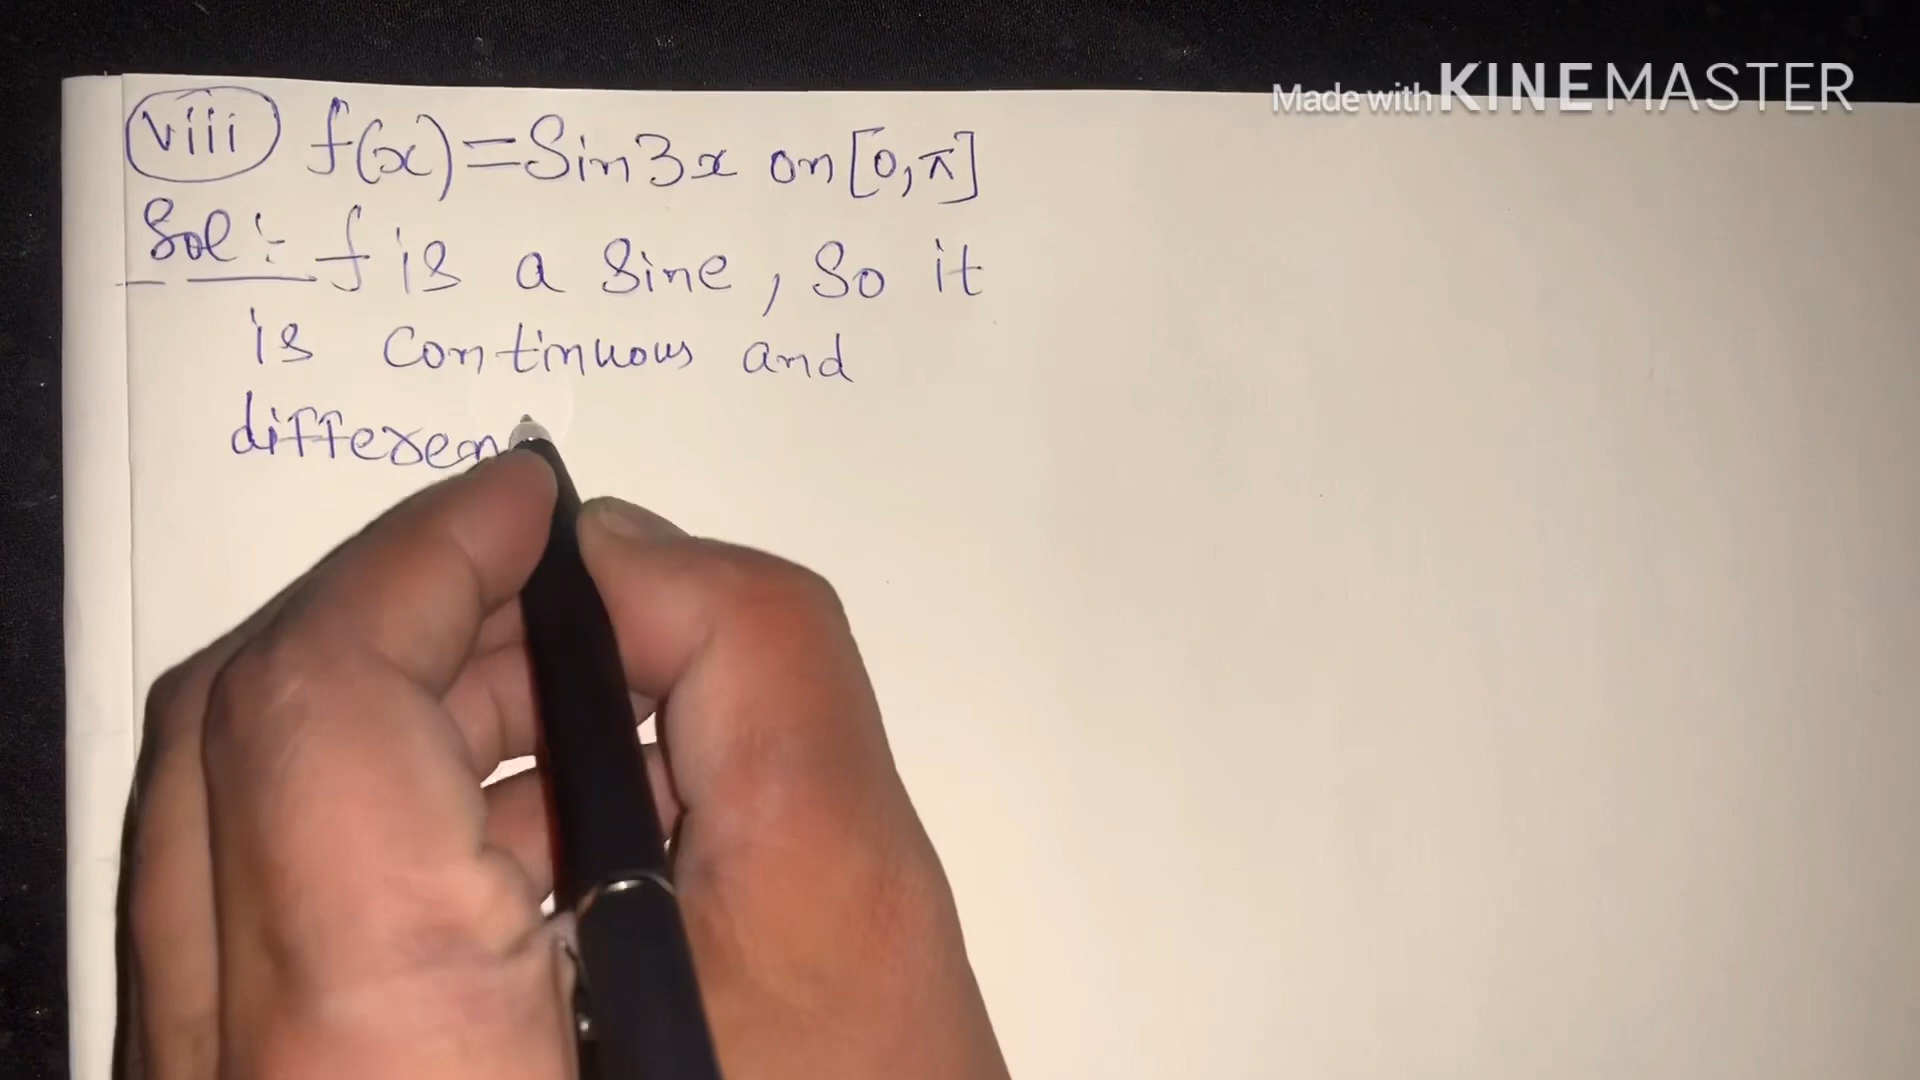 Made with KINEMASTER
viii f(x)=Sin3x on [0,π]
Sol:- f is a Sine, So it
is Continuous and
differen